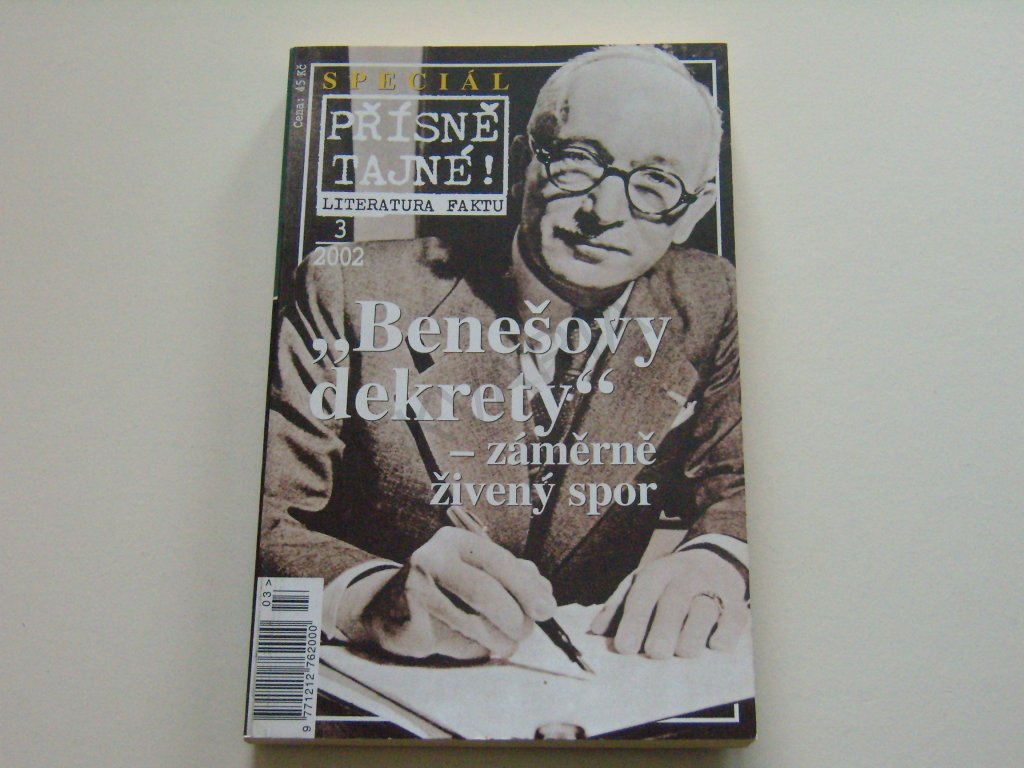 Cena: 45 Kč
SPECIÁL
PŘÍSNĚ
TAJNÉ!
LITERATURA FAKTU
3
2002
„Benešovy
dekrety“
– záměrně
živený spor
03>
9 771212 762000